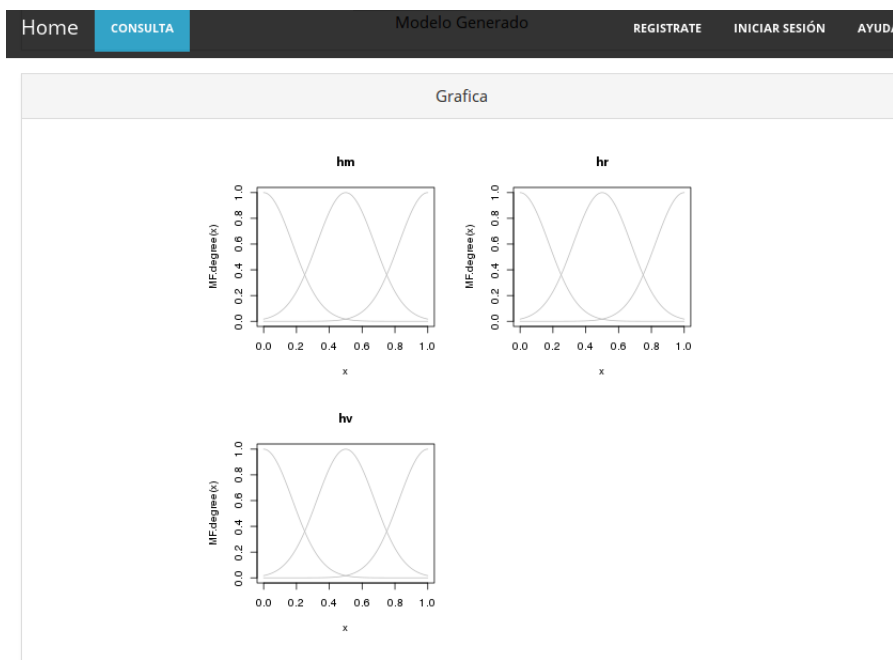 Home CONSULTA Modelo Generado REGISTRATE INICIAR SESIÓN AYUDA
Grafica
hm
MF.degree(x)
1.0
0.8
0.6
0.4
0.2
0.0
0.0 0.2 0.4 0.6 0.8 1.0
x
hr
MF.degree(x)
1.0
0.8
0.6
0.4
0.2
0.0
0.0 0.2 0.4 0.6 0.8 1.0
x
hv
MF.degree(x)
1.0
0.8
0.6
0.4
0.2
0.0
0.0 0.2 0.4 0.6 0.8 1.0
x